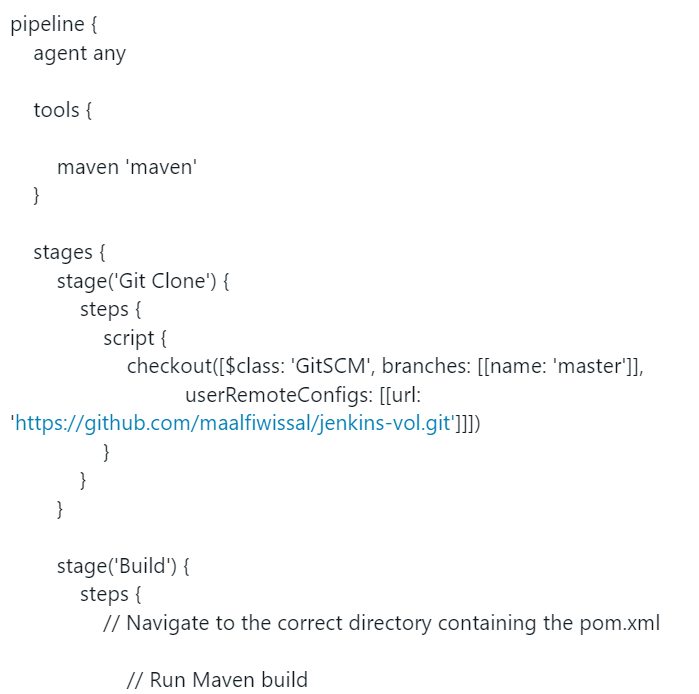 pipeline {
agent any
tools {
maven 'maven'
}
stages {
stage('Git Clone') {
steps {
script {
checkout([$class: 'GitSCM', branches: [[name: 'master']],
userRemoteConfigs: [[url:
'https://github.com/maalfiwissal/jenkins-vol.git']]])
}
}
}
stage('Build') {
steps {
// Navigate to the correct directory containing the pom.xml
// Run Maven build